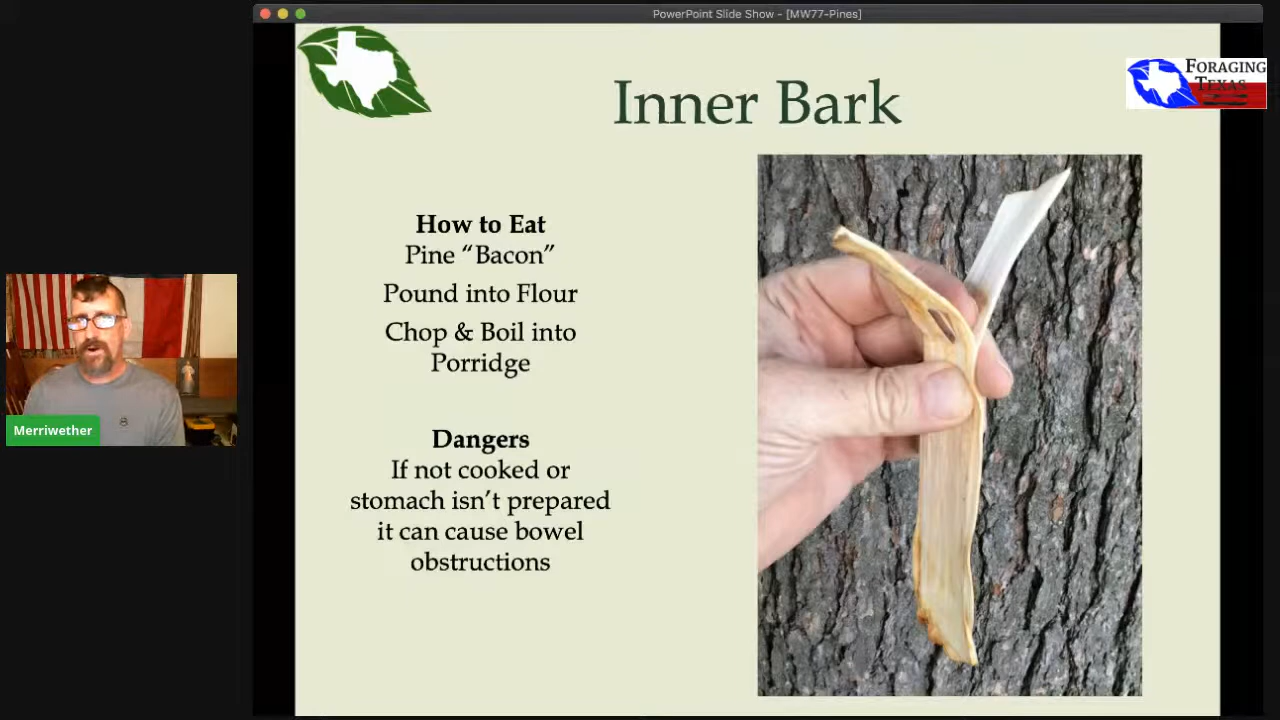 PowerPoint Slide Show - [MW77-Pines]
FORAGING
TEXAS
Inner Bark
How to Eat
Pine “Bacon”
Pound into Flour
Chop & Boil into
Porridge
Dangers
If not cooked or
stomach isn’t prepared
it can cause bowel
obstructions
Merriwether